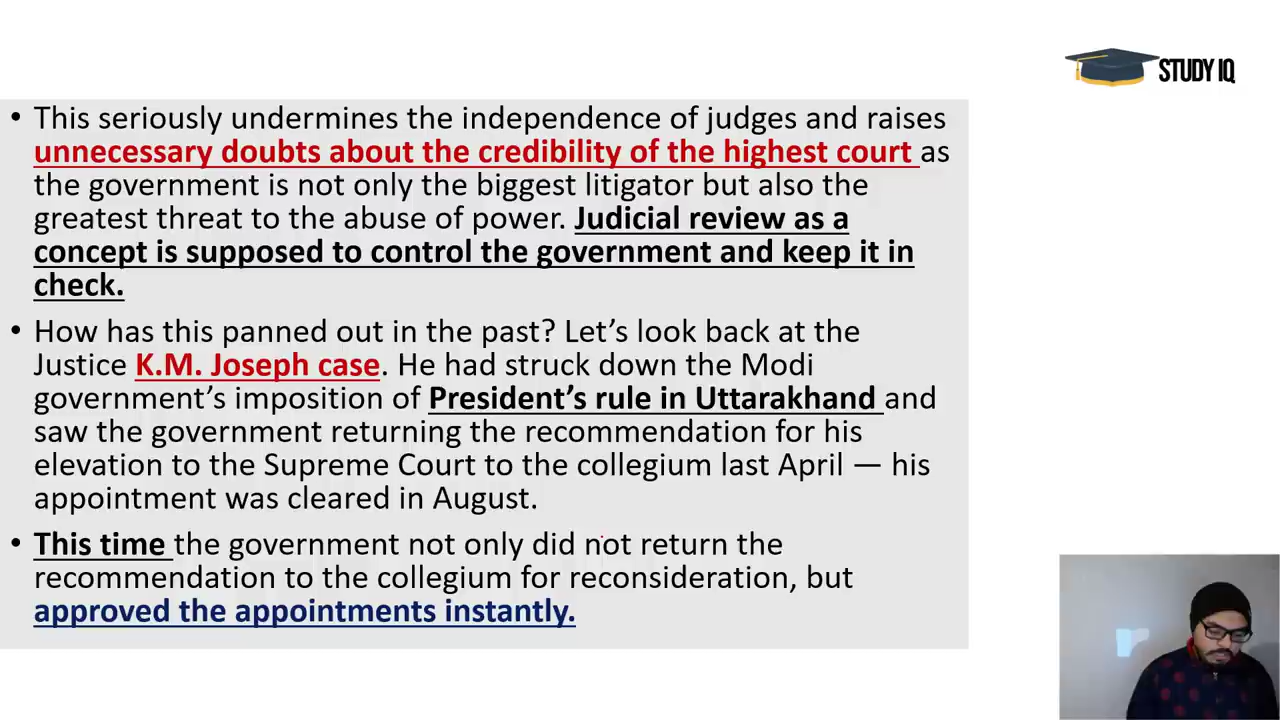 STUDY IQ
• This seriously undermines the independence of judges and raises
unnecessary doubts about the credibility of the highest court as
the government is not only the biggest litigator but also the
greatest threat to the abuse of power. Judicial review as a
concept is supposed to control the government and keep it in
check.
• How has this panned out in the past? Let’s look back at the
Justice K.M. Joseph case. He had struck down the Modi
government’s imposition of President’s rule in Uttarakhand and
saw the government returning the recommendation for his
elevation to the Supreme Court to the collegium last April — his
appointment was cleared in August.
• This time the government not only did not return the
recommendation to the collegium for reconsideration, but
approved the appointments instantly.